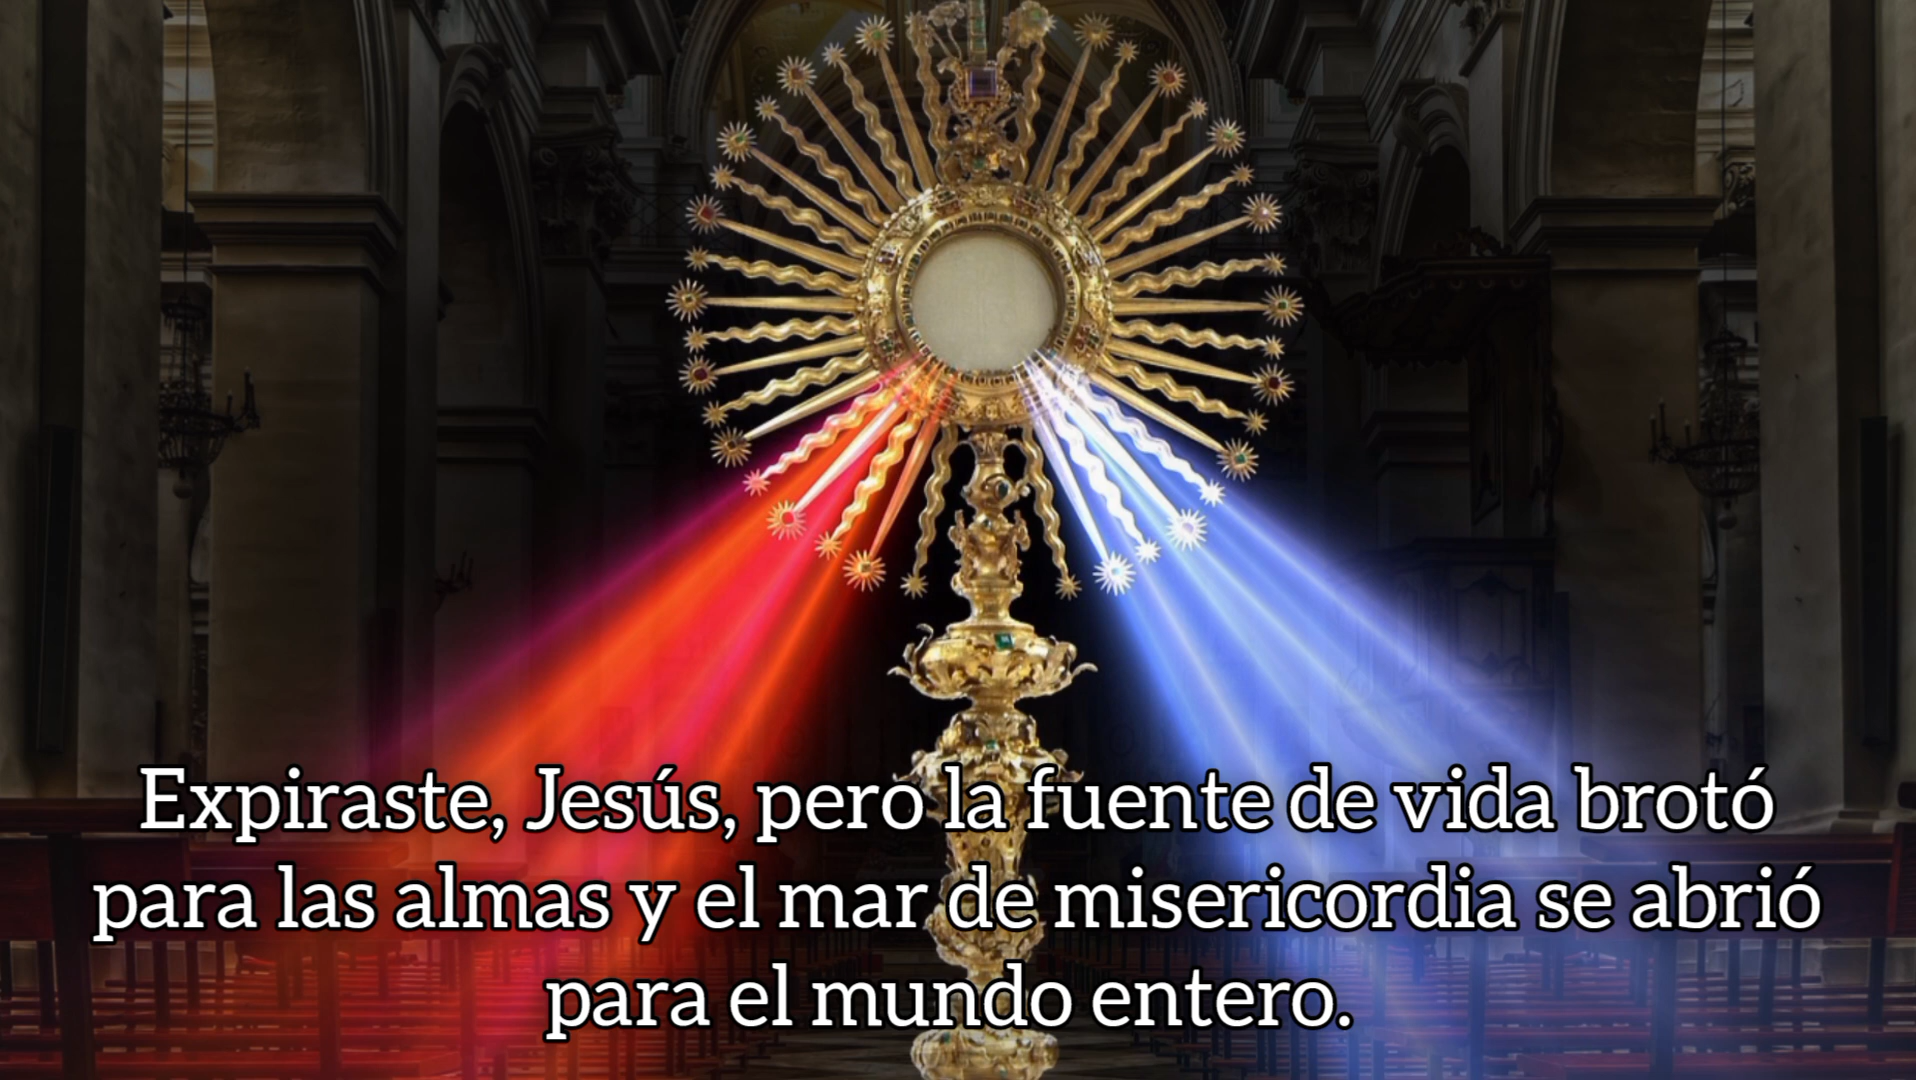 Expiraste, Jesús, pero la fuente de vida brotó
para las almas y el mar de misericordia se abrió
para el mundo entero.